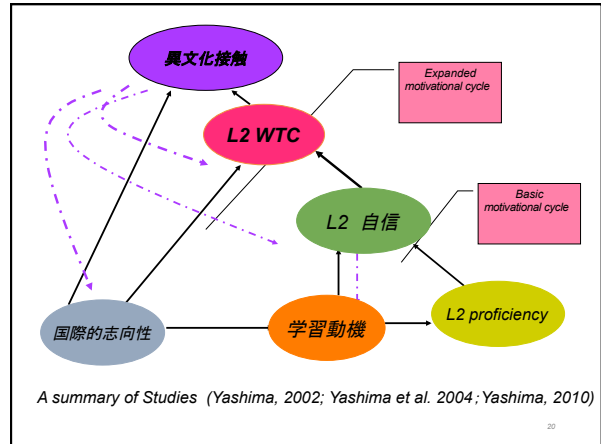 異文化接触
Expanded
motivational cycle
L2 WTC
Basic
motivational cycle
L2 自信
国際的志向性
学習動機
L2 proficiency
A summary of Studies (Yashima, 2002; Yashima et al. 2004; Yashima, 2010)
20